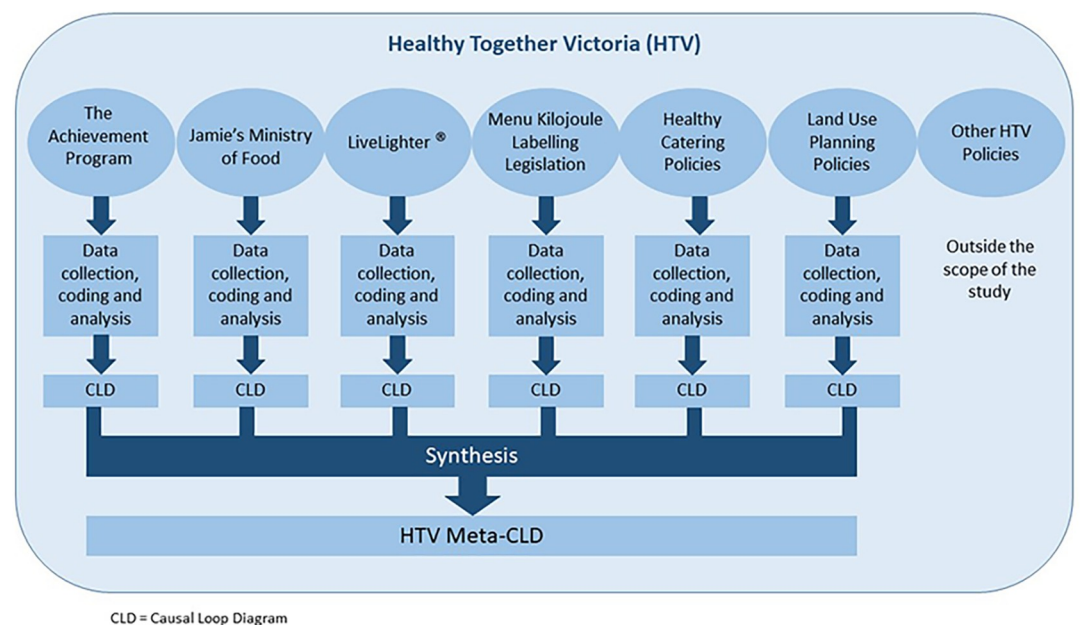 Healthy Together Victoria (HTV)
The
Achievement
Program
Jamie's Ministry
of Food
LiveLighter ®
Menu Kilojoule
Labelling
Legislation
Healthy
Catering
Policies
Land Use
Planning
Policies
Other HTV
Policies
Data
collection,
coding and
analysis
Data
collection,
coding and
analysis
Data
collection,
coding and
analysis
Data
collection,
coding and
analysis
Data
collection,
coding and
analysis
Data
collection,
coding and
analysis
Outside the
scope of the
study
CLD
CLD
CLD
CLD
CLD
CLD
Synthesis
HTV Meta-CLD
CLD = Causal Loop Diagram